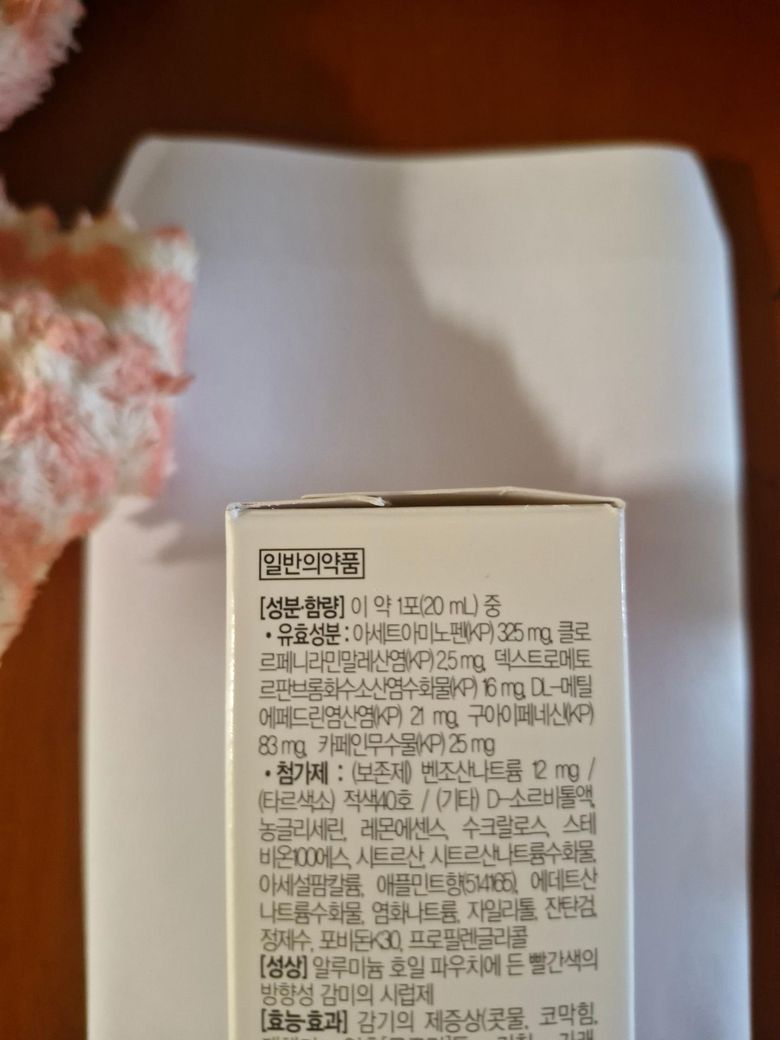 일반의약품
[성분·함량] 이 약 1포(20 mL) 중
• 유효성분 : 아세트아미노펜(KP) 325 mg, 클로
르페니라민말레산염(KP) 2.5 mg, 덱스트로메토
르판브롬화수소산염수화물(KP) 16 mg, DL-메틸
에페드린염산염(KP) 21 mg, 구아이페네신(KP)
83 mg, 카페인무수물(KP) 25 mg
• 첨가제 : (보존제) 벤조산나트륨 12 mg /
(타르색소) 적색40호 / (기타) D-소르비톨액,
농글리세린, 레몬에센스, 수크랄로스, 스테
비온100에스, 시트르산, 시트르산나트륨수화물,
아세설팜칼륨, 애플민트향(514165), 에데트산
나트륨수화물, 염화나트륨, 자일리톨, 잔탄검,
정제수, 포비돈K30, 프로필렌글리콜
[성상] 알루미늄 호일 파우치에 든 빨간색의
방향성 감미의 시럽제
[효능·효과] 감기의 제증상(콧물, 코막힘,